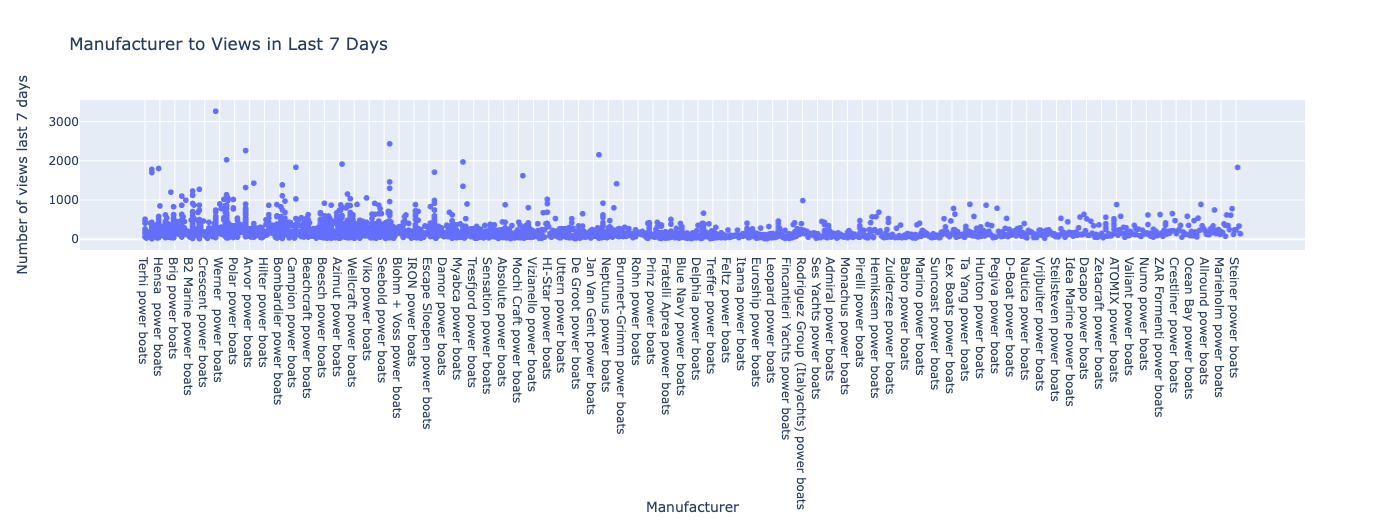 Manufacturer to Views in Last 7 Days
Number of views last 7 days
3000
2000
1000
0
Terhi power boats
Hensa  power boats
Brig power boats
B2 Marine power boats
Crescent power boats
Werner  power boats
Polar power boats
Arvor power boats
Hilter power boats
Bombardier power boats
Campion power boats
Beachcraft power boats
Boesch power boats
Azimut power boats
Wellcraft power boats
Viko power boats
Seebold power boats
Blohm + Voss power boats
IRON power boats
Escape Sloepen power boats
Damor power boats
Myabca power boats
Tresfjord power boats
Sensation power boats
Absolute power boats
Mochi Craft power boats
Vizianello power boats
HI-Star power boats
Uttern power boats
De Groot power boats
Jan Van Gent power boats
Neptunus power boats
Brunnert-Grimm power boats
Rohn power boats
Prinz power boats
Fratelli Aprea power boats
Blue Navy power boats
Delphia power boats
Treffer power boats
Feltz power boats
Itama power boats
Euroship power boats
Leopard power boats
Fincantieri Yachts power boats
Rodriquez Group (Italyachts) power boats
Ses Yachts power boats
Admiral power boats
Monachus power boats
Pirelli power boats
Hemiksem power boats
Zuiderzee power boats
Babro power boats
Marino power boats
Suncoast power boats
Lex Boats power boats
Ta Yang power boats
Hunton power boats
Pegiva power boats
D-Boat power boats
Nautica power boats
Vrijbuiter power boats
Steilsteven power boats
Idea Marine power boats
Dacapo power boats
Zetacraft power boats
ATOMIX power boats
Valiant power boats
Numo power boats
ZAR Formenti power boats
Crestliner power boats
Ocean Bay power boats
Allround power boats
Marieholm power boats
Steiner power boats
Manufacturer